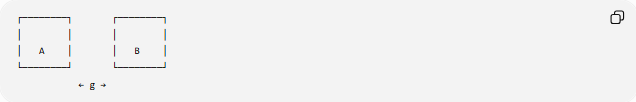 A B
← g →